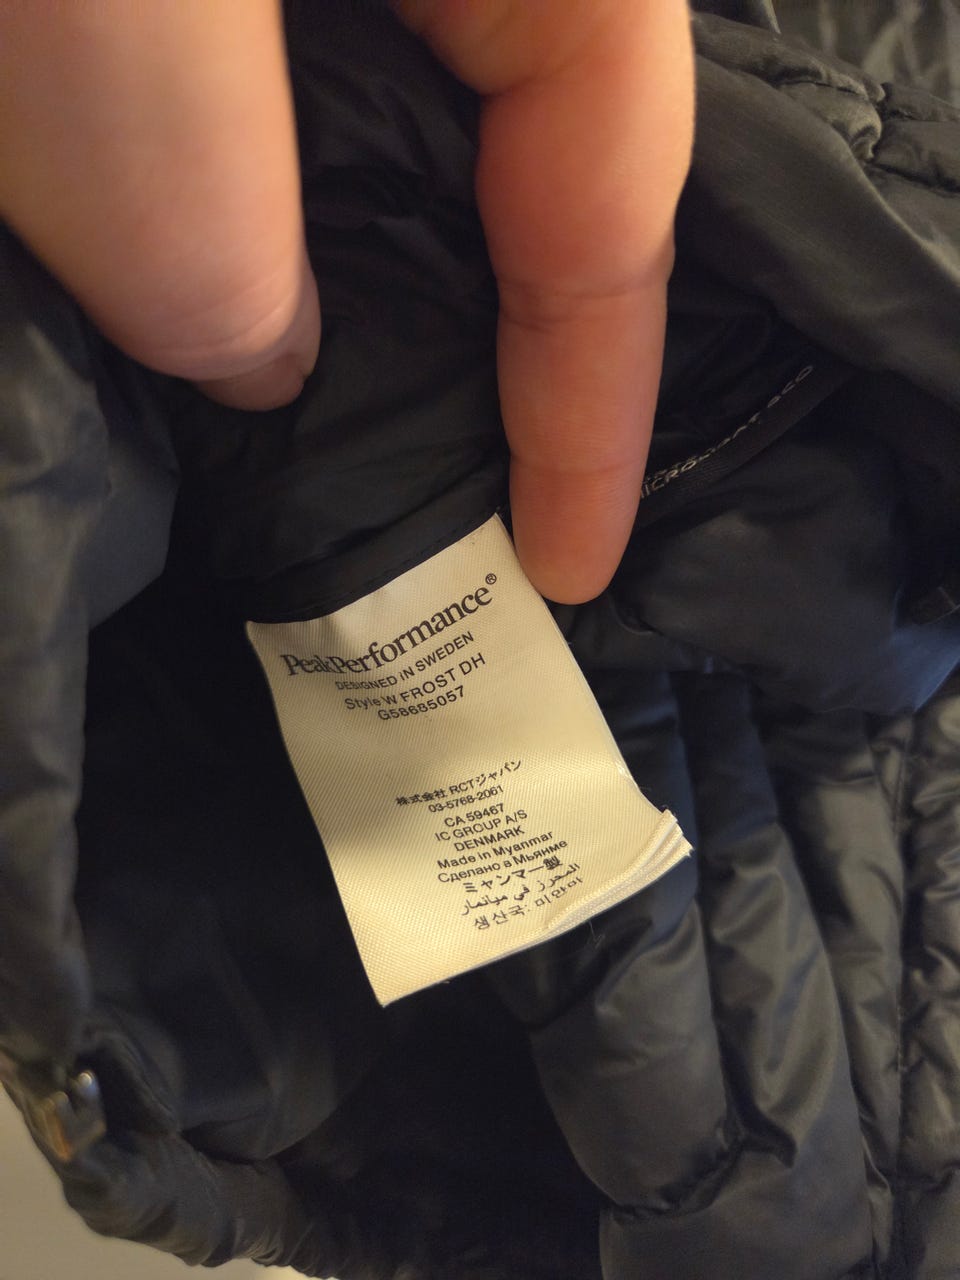 PeakPerformance®
DESIGNED IN SWEDEN
Style W FROST DH
G58685057
株式会社 RCTジャパン
03-5768-2061
CA 59467
IC GROUP A/S
DENMARK
Made in Myanmar
Сделано в Мьянме
ミャンマー製
المحرز في ميانمار
생산국: 미얀마